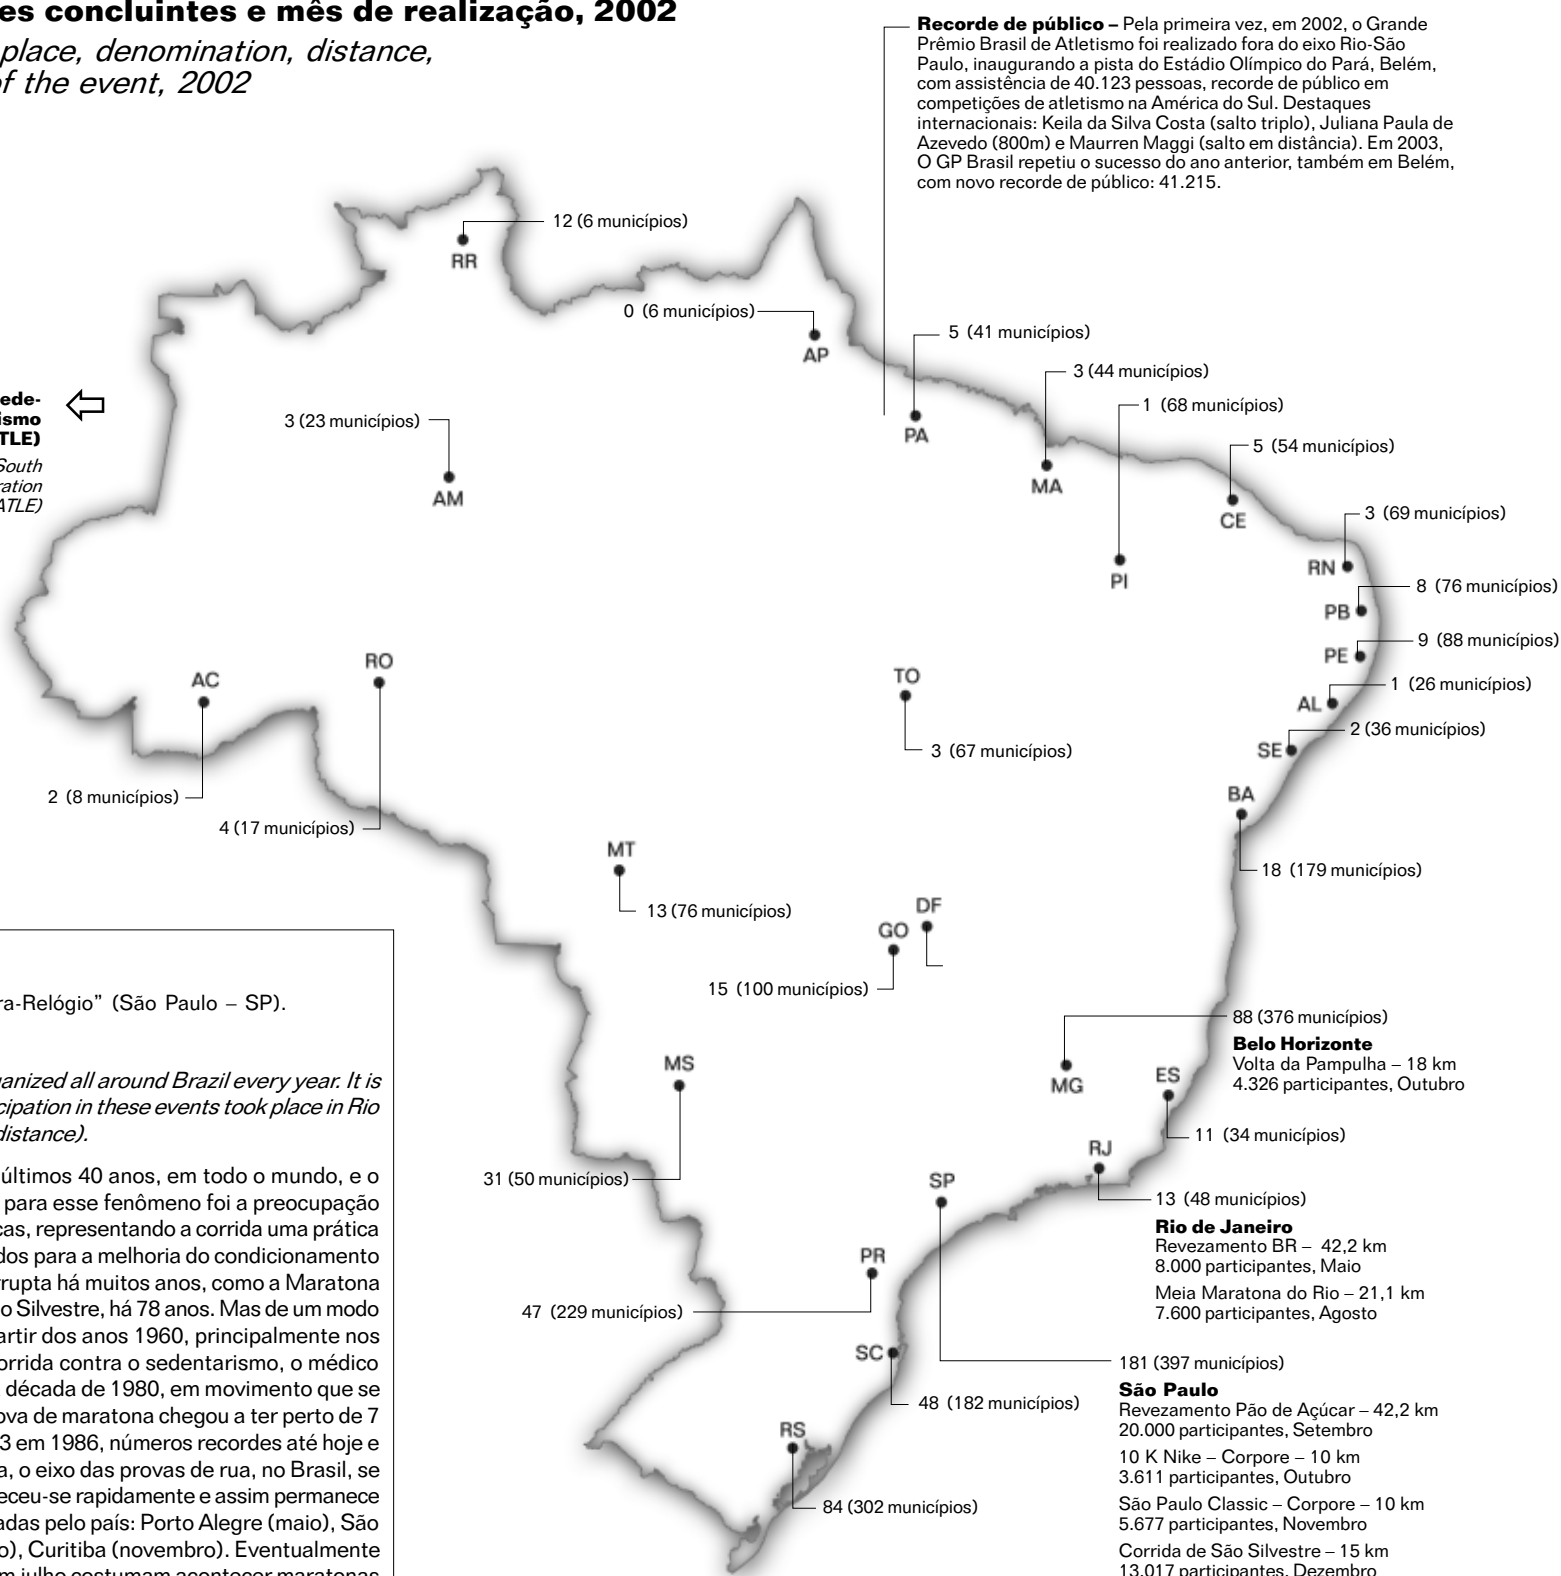 es concluintes e mês de realização, 2002
place, denomination, distance,
of the event, 2002
Recorde de público – Pela primeira vez, em 2002, o Grande
Prêmio Brasil de Atletismo foi realizado fora do eixo Rio-São
Paulo, inaugurando a pista do Estádio Olímpico do Pará, Belém,
com assistência de 40.123 pessoas, recorde de público em
competições de atletismo na América do Sul. Destaques
internacionais: Keila da Silva Costa (salto triplo), Juliana Paula de
Azevedo (800m) e Maurren Maggi (salto em distância). Em 2003,
O GP Brasil repetiu o sucesso do ano anterior, também em Belém,
com novo recorde de público: 41.215.
12 (6 municípios)
RR
0 (6 municípios)
AP
5 (41 municípios)
PA
3 (44 municípios)
MA
1 (68 municípios)
PI
5 (54 municípios)
CE
3 (69 municípios)
RN
8 (76 municípios)
PB
9 (88 municípios)
PE
1 (26 municípios)
AL
2 (36 municípios)
SE
BA
18 (179 municípios)
3 (23 municípios)
AM
ede-
ismo
TLE)
South
ration
ATLE)
AC
2 (8 municípios)
RO
4 (17 municípios)
TO
3 (67 municípios)
MT
13 (76 municípios)
DF
GO
15 (100 municípios)
88 (376 municípios)
MG
Belo Horizonte
Volta da Pampulha – 18 km
4.326 participantes, Outubro
MS
31 (50 municípios)
ES
11 (34 municípios)
RJ
13 (48 municípios)
Rio de Janeiro
Revezamento BR – 42,2 km
8.000 participantes, Maio
Meia Maratona do Rio – 21,1 km
7.600 participantes, Agosto
SP
181 (397 municípios)
São Paulo
Revezamento Pão de Açúcar – 42,2 km
20.000 participantes, Setembro
10 K Nike – Corpore – 10 km
3.611 participantes, Outubro
São Paulo Classic – Corpore – 10 km
5.677 participantes, Novembro
Corrida de São Silvestre – 15 km
13.017 participantes, Dezembro
PR
47 (229 municípios)
SC
48 (182 municípios)
RS
84 (302 municípios)
ra-Relógio” (São Paulo – SP).
ganized all around Brazil every year. It is
cipation in these events took place in Rio
distance).
últimos 40 anos, em todo o mundo, e o
para esse fenômeno foi a preocupação
cas, representando a corrida uma prática
dos para a melhoria do condicionamento
rrupta há muitos anos, como a Maratona
o Silvestre, há 78 anos. Mas de um modo
artir dos anos 1960, principalmente nos
orrida contra o sedentarismo, o médico
década de 1980, em movimento que se
ova de maratona chegou a ter perto de 7
3 em 1986, números recordes até hoje e
a, o eixo das provas de rua, no Brasil, se
eceu-se rapidamente e assim permanece
adas pelo país: Porto Alegre (maio), São
o), Curitiba (novembro). Eventualmente
m julho costumam acontecer maratonas